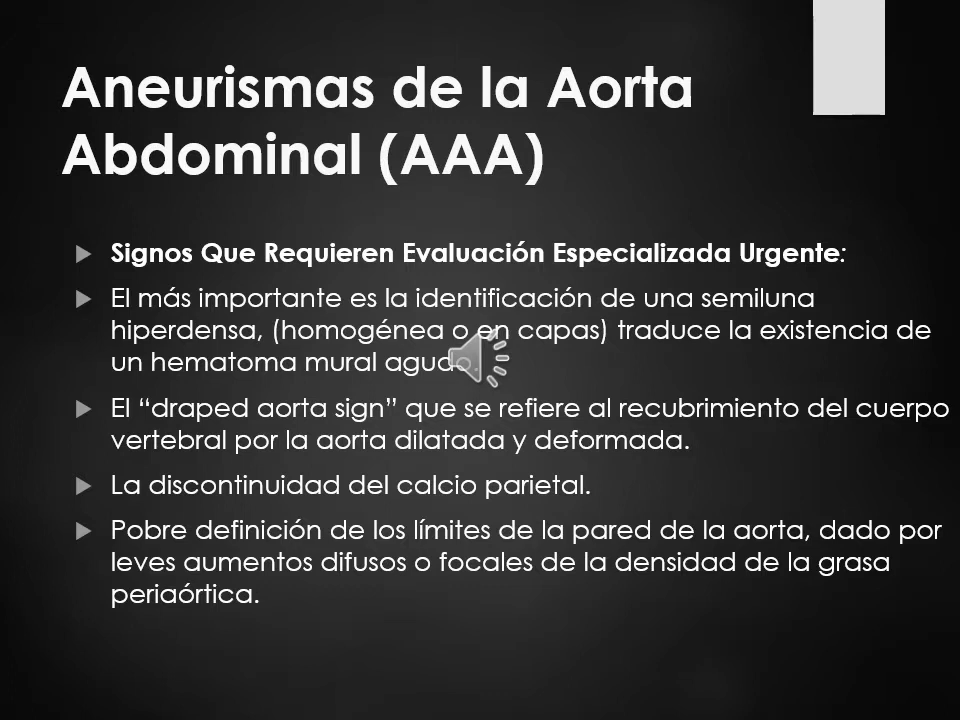 Aneurismas de la Aorta
Abdominal (AAA)
Signos Que Requieren Evaluación Especializada Urgente:
El más importante es la identificación de una semiluna
hiperdensa, (homogénea o en capas) traduce la existencia de
un hematoma mural agudo.
El “draped aorta sign” que se refiere al recubrimiento del cuerpo
vertebral por la aorta dilatada y deformada.
La discontinuidad del calcio parietal.
Pobre definición de los límites de la pared de la aorta, dado por
leves aumentos difusos o focales de la densidad de la grasa
periaórtica.